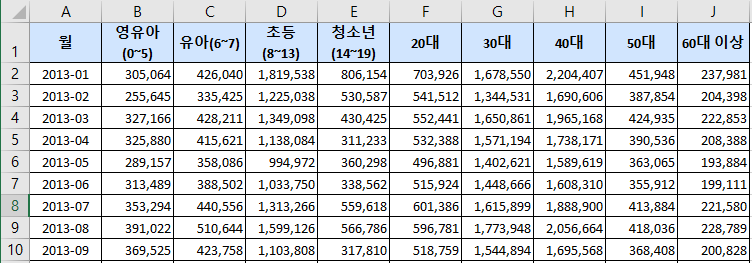 A B C D E F G H I J
1 월 영유아 (0~5) 유아(6~7) 초등 (8~13) 청소년 (14~19) 20대 30대 40대 50대 60대 이상
2 2013-01 305,064 426,040 1,819,538 806,154 703,926 1,678,550 2,204,407 451,948 237,981
3 2013-02 255,645 335,425 1,225,038 530,587 541,512 1,344,531 1,690,606 387,854 204,398
4 2013-03 327,166 428,211 1,349,098 430,425 552,441 1,650,861 1,965,168 424,935 222,853
5 2013-04 325,880 415,621 1,138,084 311,233 532,388 1,571,194 1,738,171 390,536 208,388
6 2013-05 289,157 358,086 994,972 360,298 496,881 1,402,621 1,589,619 363,065 193,884
7 2013-06 313,489 388,502 1,033,750 338,562 515,924 1,448,666 1,608,310 355,912 199,111
8 2013-07 353,294 440,556 1,313,266 559,618 601,386 1,615,899 1,888,900 413,884 221,580
9 2013-08 391,022 510,644 1,599,126 566,786 596,781 1,773,948 2,056,664 418,036 228,789
10 2013-09 369,525 423,758 1,103,808 317,810 518,759 1,544,894 1,695,568 368,408 200,828